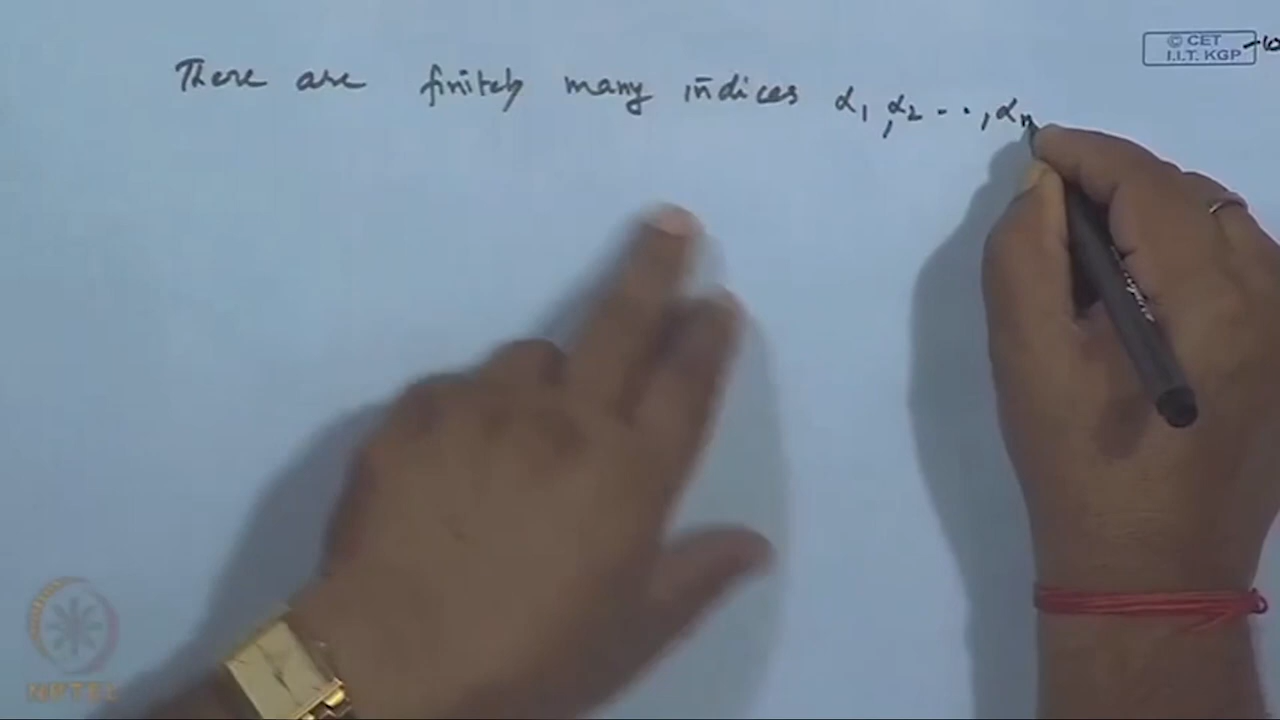 © CET
I.I.T. KGP
There are finitely many indices α₁, α₂ . . , αₙ
NPTEL